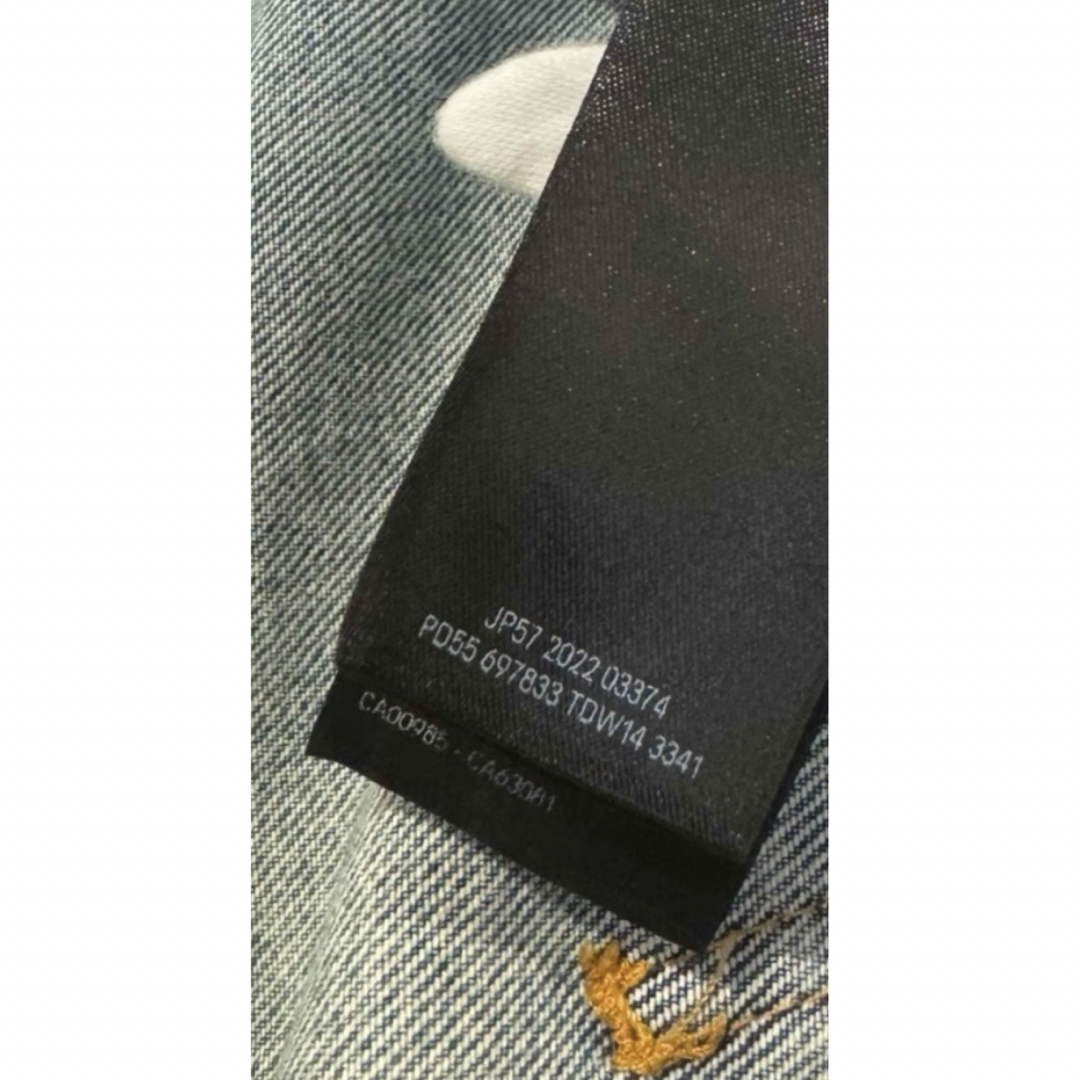 JP57 2022 03374
PD55 697833 TDW14 3341
CA00985 - CA63081